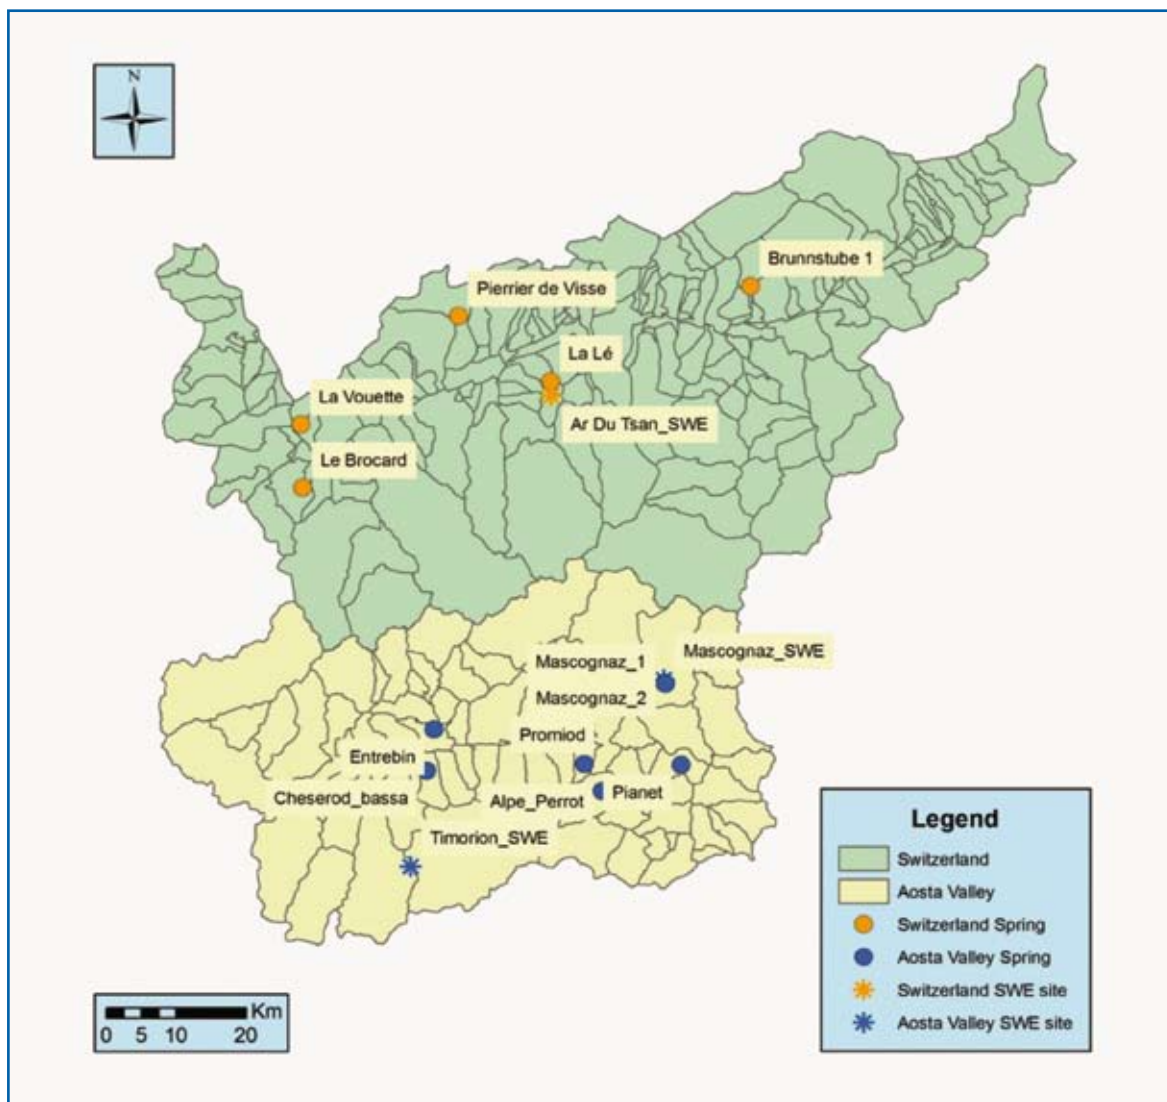 N
Brunnstube 1
Pierrier de Visse
La Lé
La Vouette
Ar Du Tsan_SWE
Le Brocard
Mascognaz_SWE
Mascognaz_1
Mascognaz_2
Promiod
Entrebin
Cheserod_bassa
Alpe_Perrot
Pianet
Timorion_SWE
Legend
Switzerland
Aosta Valley
Switzerland Spring
Aosta Valley Spring
Switzerland SWE site
Aosta Valley SWE site
Km
0 5 10 20